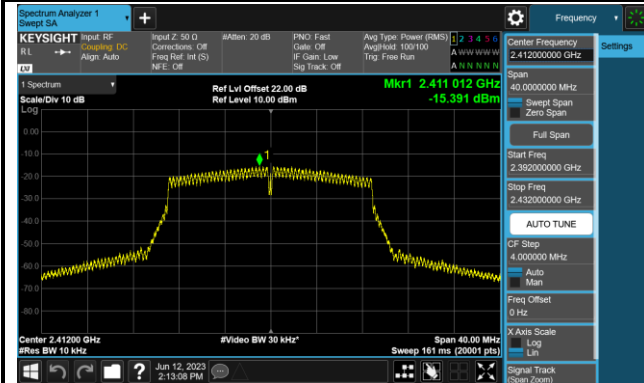 Spectrum Analyzer 1
Swept SA
+
Frequency
KEYSIGHT
RL
Input: RF
Coupling: DC
Align: Auto
Input Z: 50 Ω
Corrections: Off
Freq Ref: Int (S)
NFE: Off
#Atten: 20 dB
PNO: Fast
Gate: Off
IF Gain: Low
Sig Track: Off
Avg Type: Power (RMS)
Avg|Hold: 100/100
Trig: Free Run
1 2 3 4 5 6
A W W W W W
A N N N N N
1 Spectrum
Scale/Div 10 dB
Log
Ref Lvl Offset 22.00 dB
Ref Level 10.00 dBm
Mkr1 2.411 012 GHz
-15.391 dBm
1
0.00
-10.0
-20.0
-30.0
-40.0
-50.0
-60.0
-70.0
-80.0
Center 2.41200 GHz
#Res BW 10 kHz
#Video BW 30 kHz*
Span 40.00 MHz
Sweep 161 ms (20001 pts)
Jun 12, 2023
2:13:08 PM
Settings
Center Frequency
2.412000000 GHz
Span
40.0000000 MHz
Swept Span
Zero Span
Full Span
Start Freq
2.392000000 GHz
Stop Freq
2.432000000 GHz
AUTO TUNE
CF Step
4.000000 MHz
Auto
Man
Freq Offset
0 Hz
X Axis Scale
Log
Lin
Signal Track
(Span Zoom)